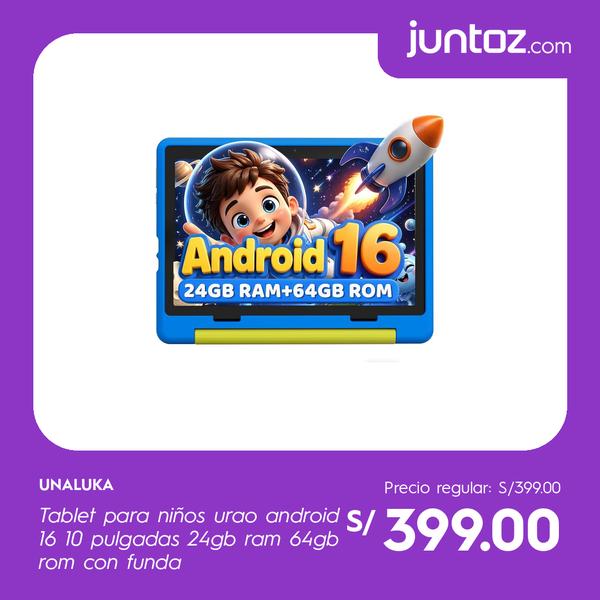 juntoz.com
Android 16
24GB RAM+64GB ROM
UNALUKA
Precio regular: S/399.00
Tablet para niños urao android
16 10 pulgadas 24gb ram 64gb
rom con funda
S/ 399.00